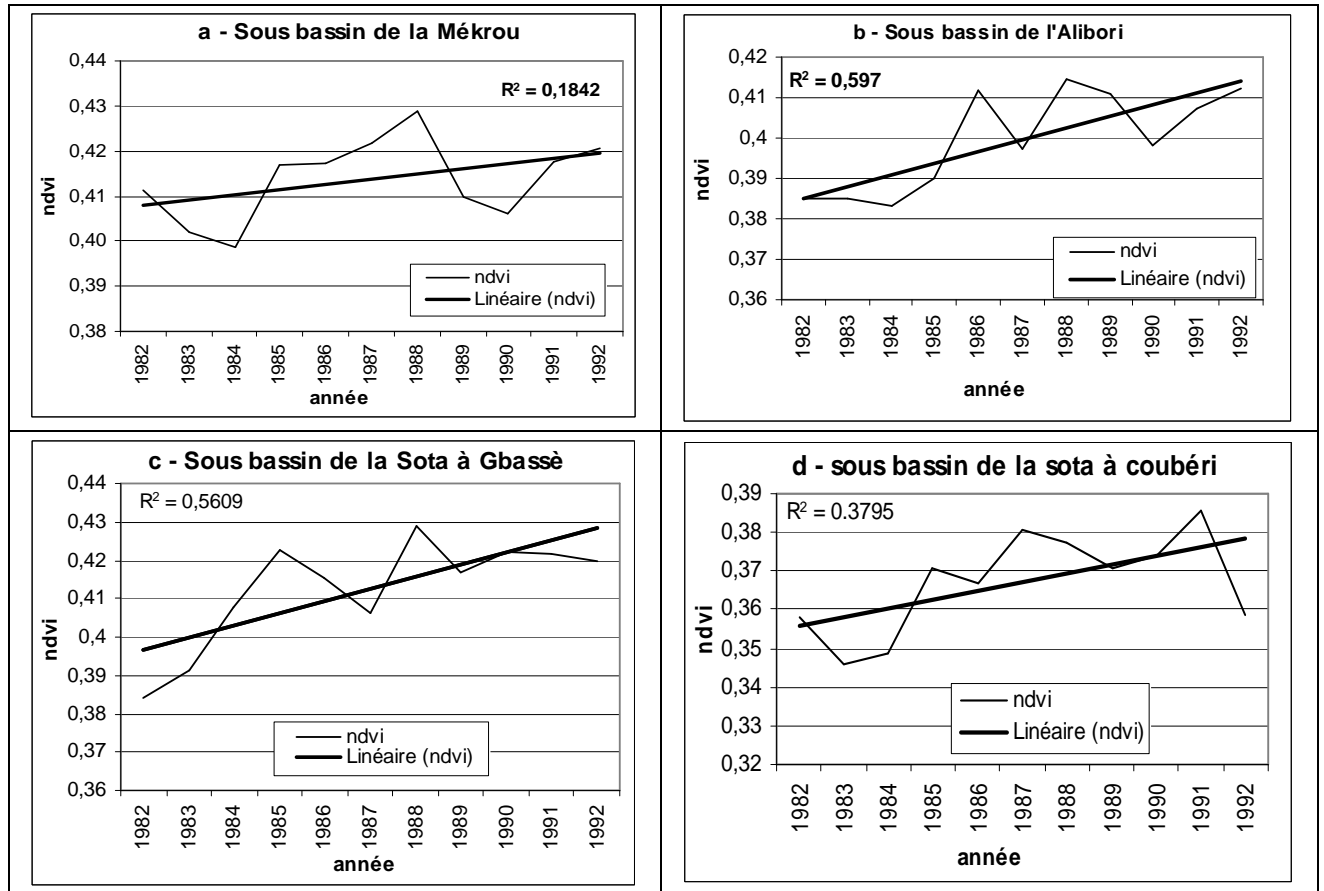 a - Sous bassin de la Mékrou
0,44
0,43
0,42
0,41
0,40
0,39
0,38
ndvi
R² = 0,1842
ndvi
Linéaire (ndvi)
1982 1983 1984 1985 1986 1987 1988 1989 1990 1991 1992
année
b - Sous bassin de l'Alibori
0,42
0,41
0,4
0,39
0,38
0,37
0,36
ndvi
R² = 0,597
ndvi
Linéaire (ndvi)
1982 1983 1984 1985 1986 1987 1988 1989 1990 1991 1992
année
c - Sous bassin de la Sota à Gbassè
0,44
0,43
0,42
0,41
0,4
0,39
0,38
0,37
0,36
ndvi
R² = 0,5609
ndvi
Linéaire (ndvi)
1982 1983 1984 1985 1986 1987 1988 1989 1990 1991 1992
année
d - sous bassin de la sota à coubéri
0,39
0,38
0,37
0,36
0,35
0,34
0,33
0,32
ndvi
R² = 0.3795
ndvi
Linéaire (ndvi)
1982 1983 1984 1985 1986 1987 1988 1989 1990 1991 1992
année